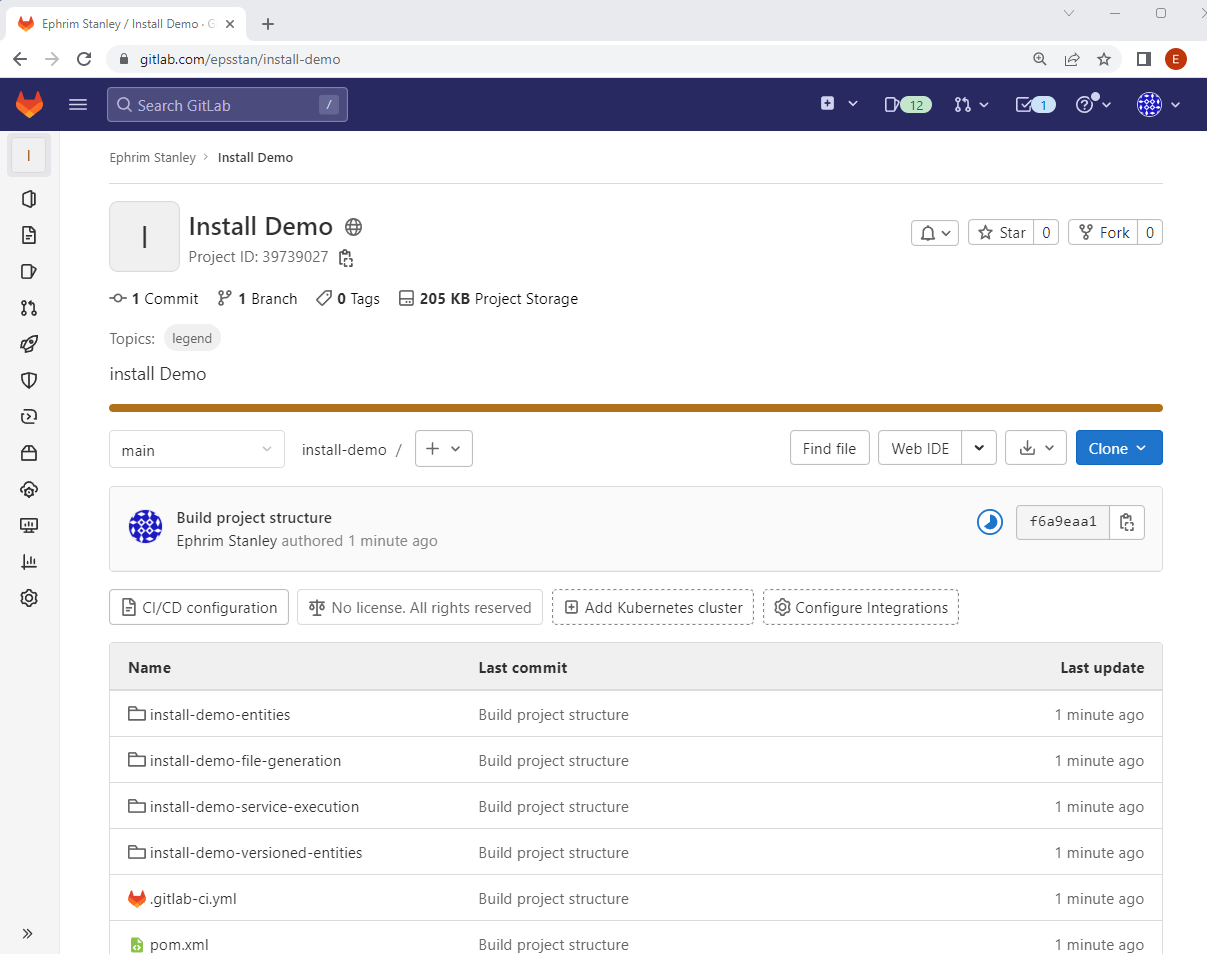 Ephrim Stanley / Install Demo · G
gitlab.com/epsstan/install-demo
E
Search GitLab /
12
1
I
Ephrim Stanley › Install Demo
I
Install Demo
Project ID: 39739027
Star 0
Fork 0
1 Commit 1 Branch 0 Tags 205 KB Project Storage
Topics: legend
install Demo
main
install-demo /
Find file
Web IDE
Clone
Build project structure
Ephrim Stanley authored 1 minute ago
f6a9eaa1
CI/CD configuration
No license. All rights reserved
Add Kubernetes cluster
Configure Integrations
Name Last commit Last update
install-demo-entities Build project structure 1 minute ago
install-demo-file-generation Build project structure 1 minute ago
install-demo-service-execution Build project structure 1 minute ago
install-demo-versioned-entities Build project structure 1 minute ago
.gitlab-ci.yml Build project structure 1 minute ago
pom.xml Build project structure 1 minute ago